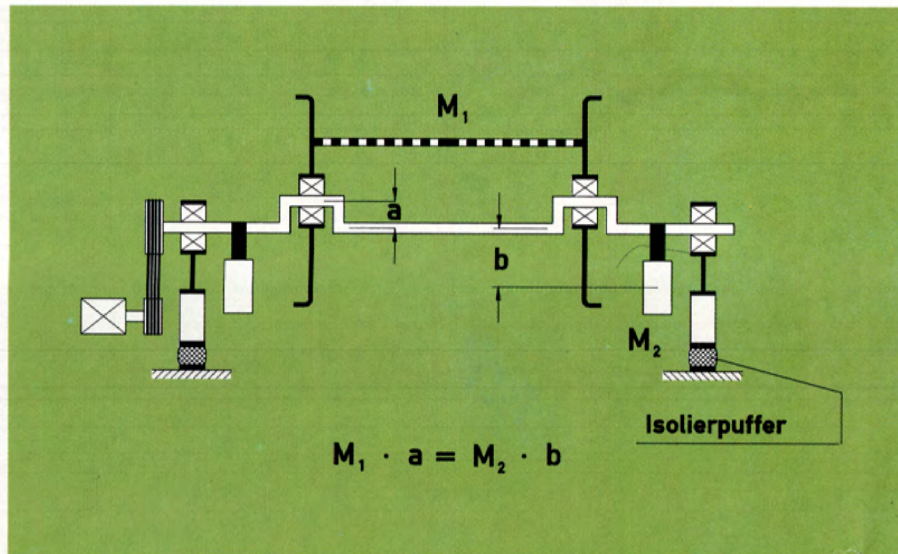 M₁
a
b
M₂
Isolierpuffer
M₁ · a = M₂ · b